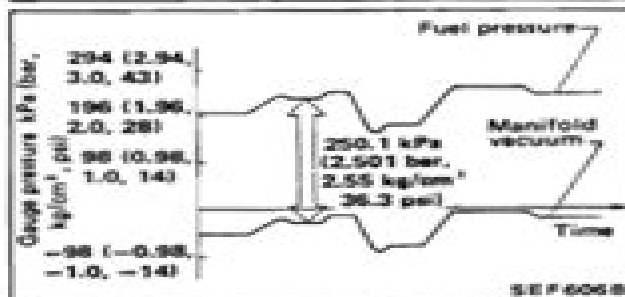 Fuel pressure
294 (2.94,
3.0, 43)
196 (1.96,
2.0, 28)
98 (0.98,
1.0, 14)
Gauge pressure kPa (bar,
kg/cm², psi)
250.1 kPa
(2.501 bar,
2.55 kg/cm²
36.3 psi)
Manifold
vacuum
Time
-98 (-0.98,
-1.0, -14)
SEF606B